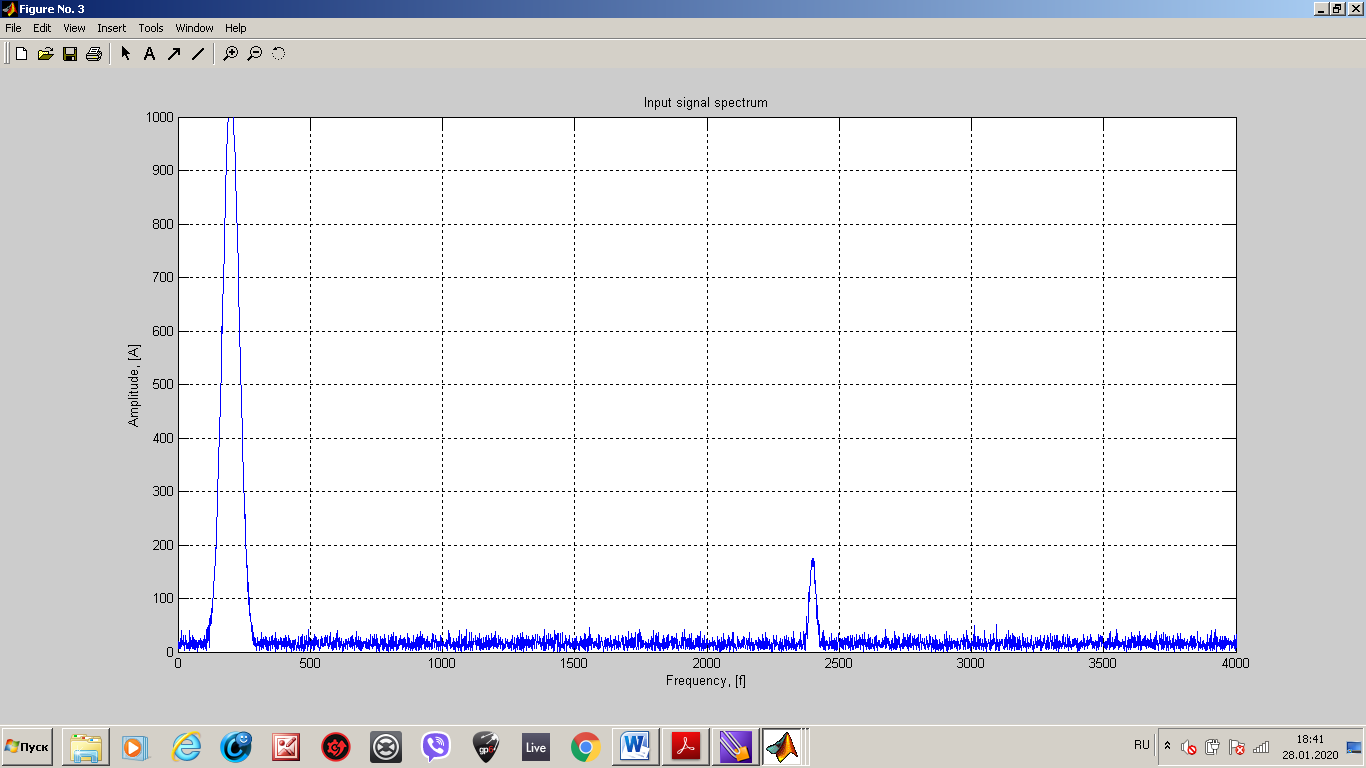 Figure No. 3
File Edit View Insert Tools Window Help
A
Input signal spectrum
1000
900
800
700
600
500
400
300
200
100
0
Amplitude, [A]
0 500 1000 1500 2000 2500 3000 3500 4000
Frequency, [f]
Пуск
gp6
Live
W
RU
18:41
28.01.2020